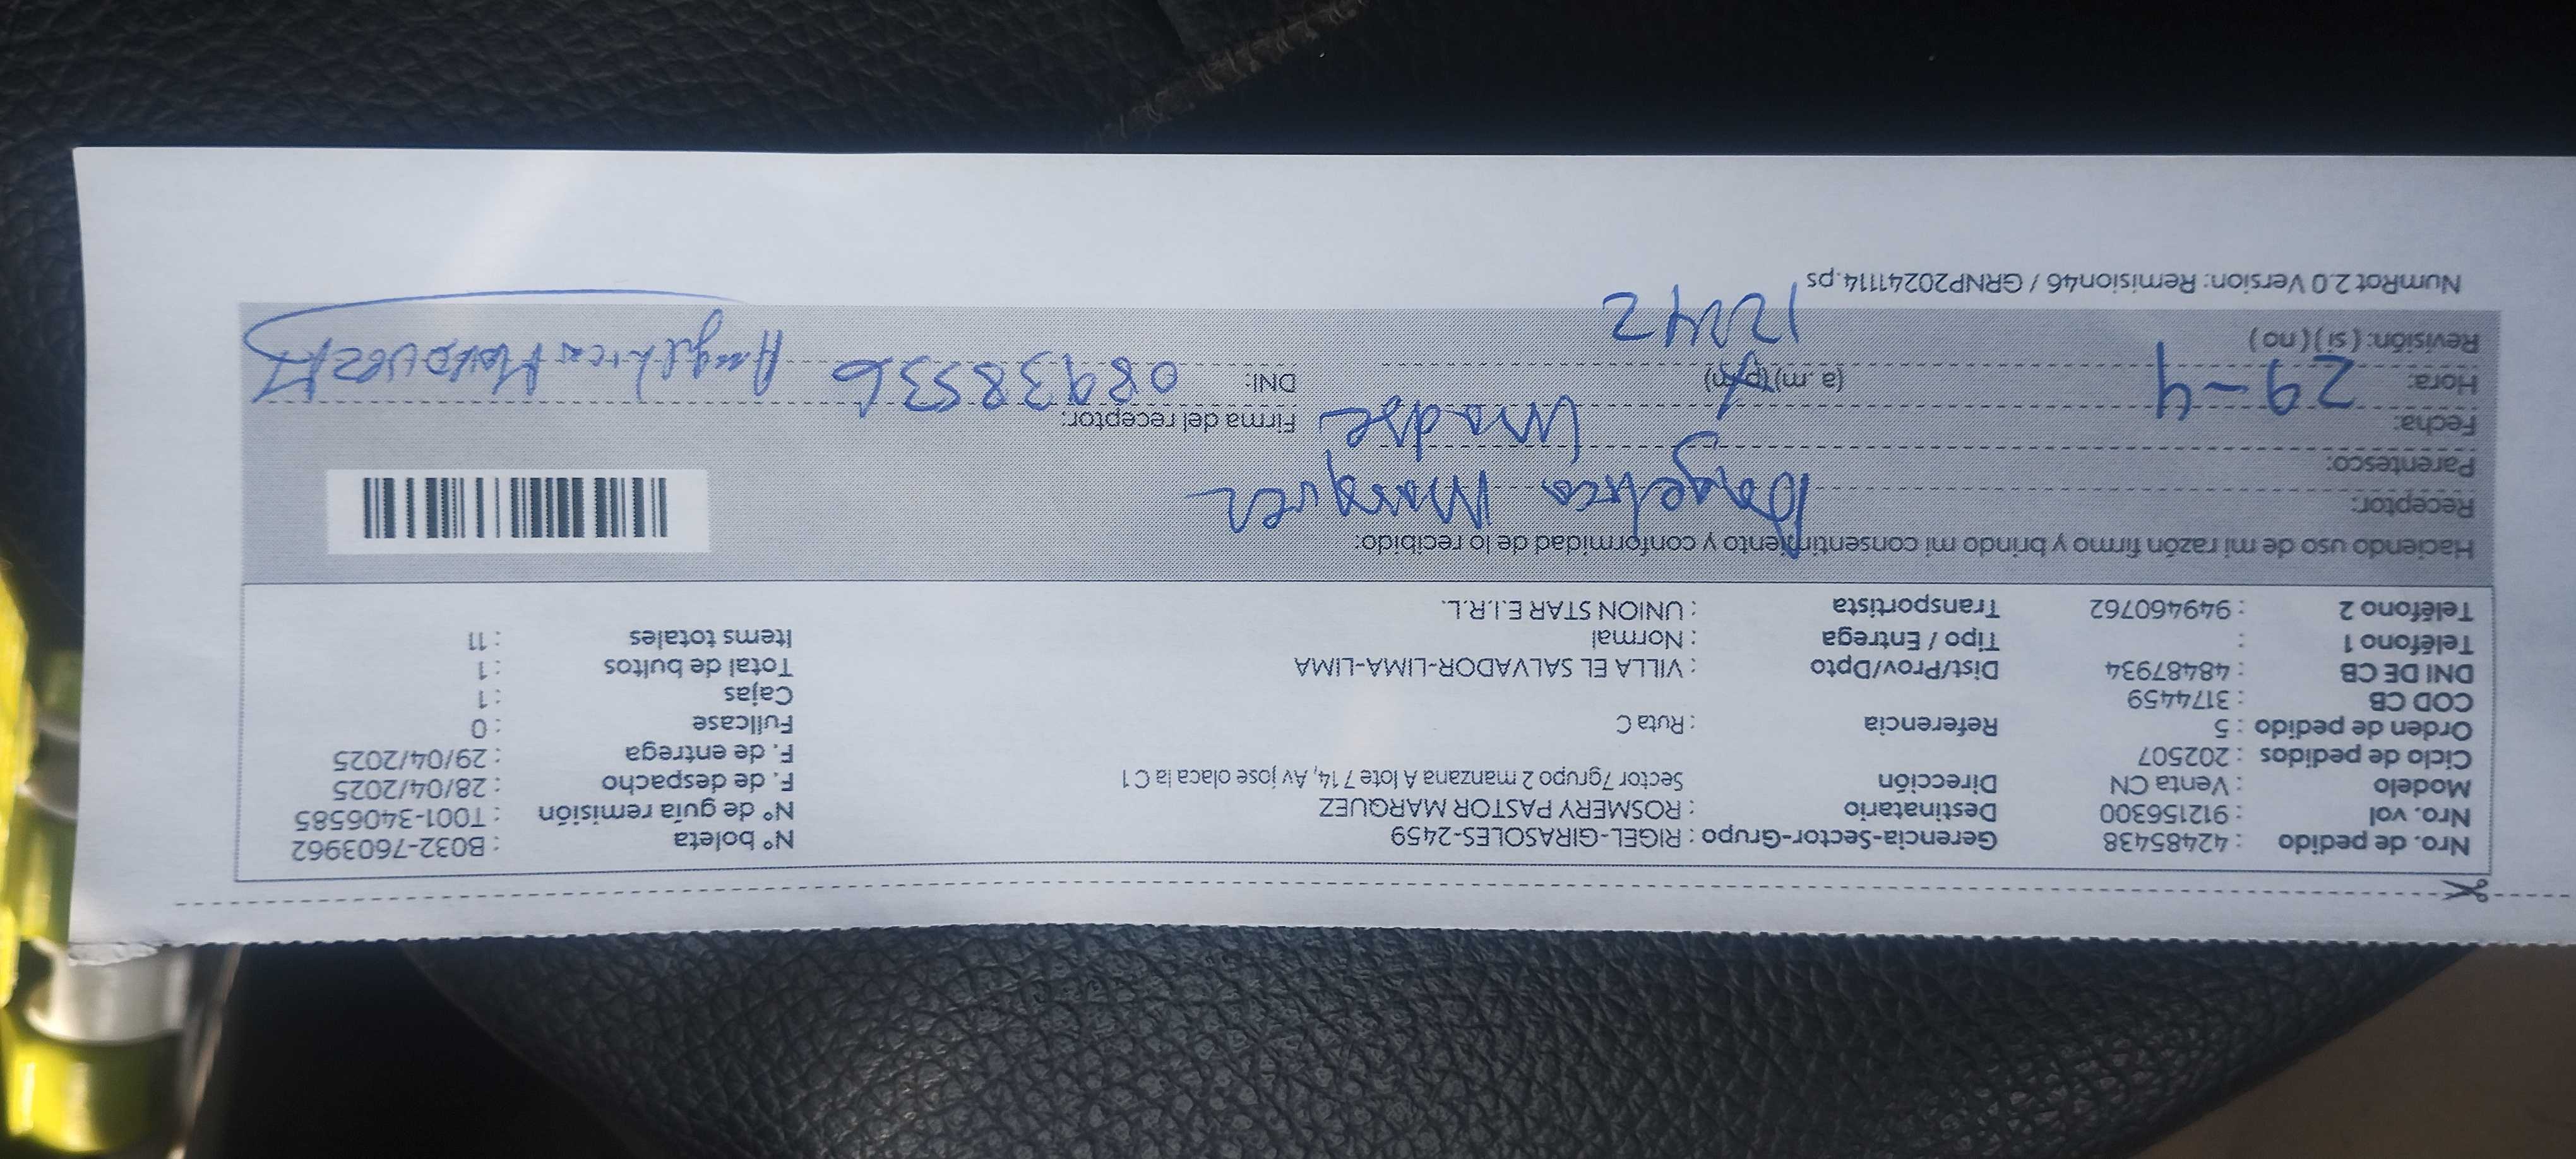 Nro. de pedido : 42485438 Gerencia-Sector-Grupo : RIGEL-GIRASOLES-2459 N° boleta : B032-7603962
Nro. vol : 912156300 Destinatario : ROSMERY PASTOR MARQUEZ N° de guía remisión : T001-3406585
Modelo : Venta CN Dirección Sector 7grupo 2 manzana A lote 7 14, Av jose olaca la C1 F. de despacho : 28/04/2025
Ciclo de pedidos : 202507 F. de entrega : 29/04/2025
Orden de pedido : 5 Referencia : Ruta C Fullcase : 0
COD CB : 3174459 Cajas : 1
DNI DE CB : 48487934 Dist/Prov/Dpto : VILLA EL SALVADOR-LIMA-LIMA Total de bultos : 1
Teléfono 1 : Tipo / Entrega : Normal Items totales : 11
Teléfono 2 : 949460762 Transportista : UNION STAR E.I.R.L.
Haciendo uso de mi razón firmo y brindo mi consentimiento y conformidad de lo recibido:
Receptor: Angelica Marquez
Parentesco: Madre
Fecha: 29-4 Firma del receptor:
Hora: (a.m)(p.m) DNI: 08938536 Angelica Marquez
Revisión: (si)(no) 12:42
NumRot 2.0 Version: Remision46 / GRNP20241114.ps